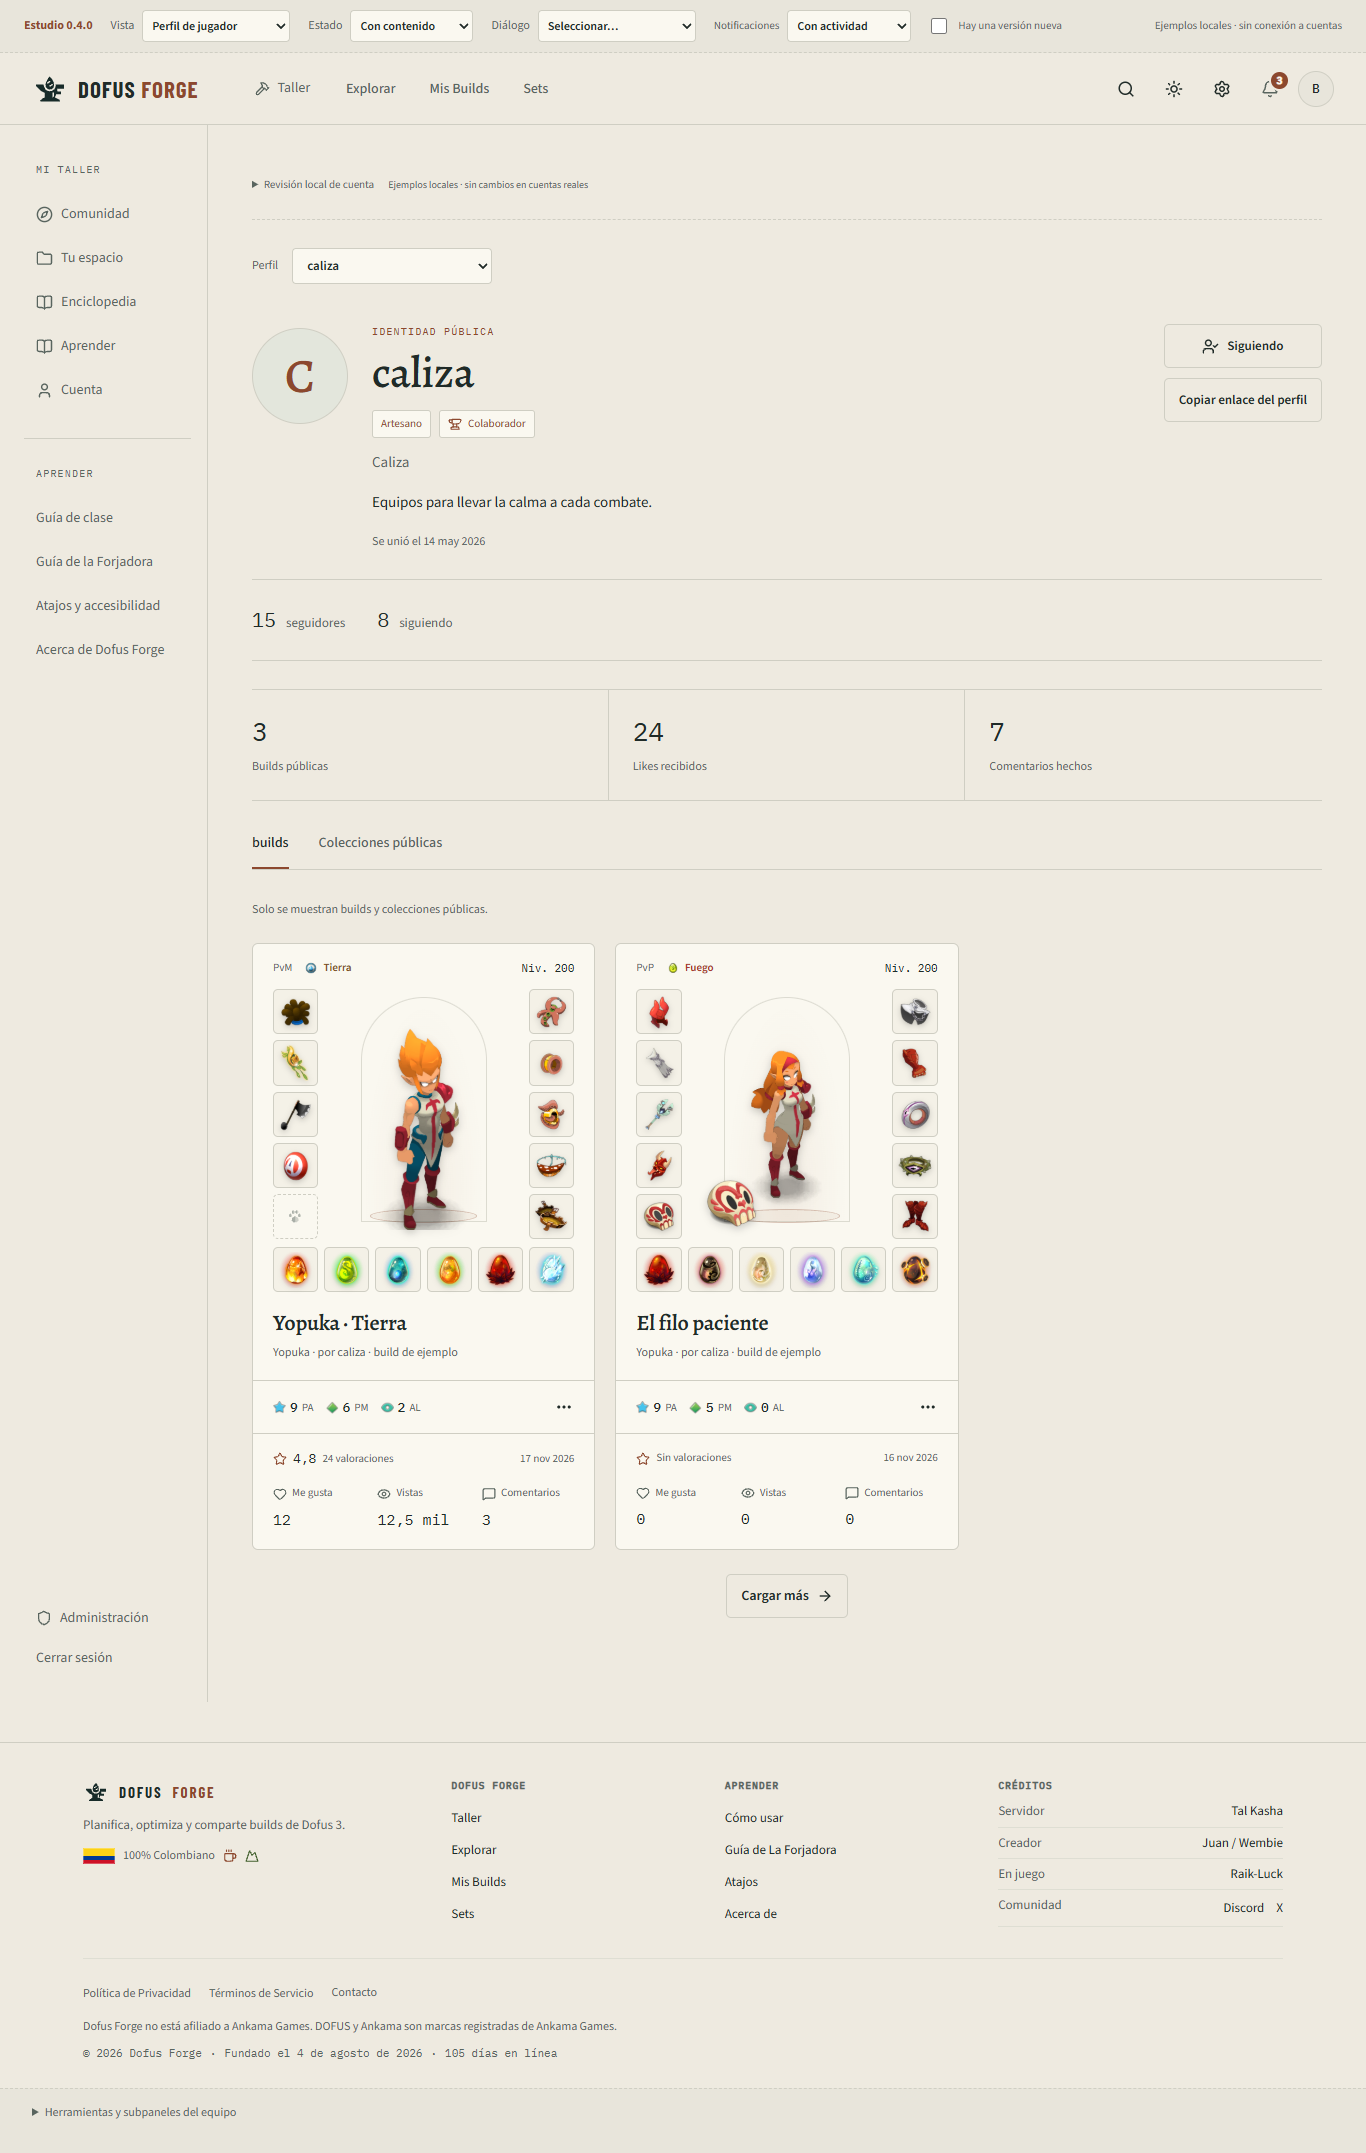 Estudio 0.4.0 Vista Perfil de jugador Estado Con contenido Diálogo Seleccionar... Notificaciones Con actividad Hay una versión nueva Ejemplos locales · sin conexión a cuentas
DOFUS FORGE Taller Explorar Mis Builds Sets 3 B
MI TALLER
Comunidad
Tu espacio
Enciclopedia
Aprender
Cuenta
APRENDER
Guía de clase
Guía de la Forjadora
Atajos y accesibilidad
Acerca de Dofus Forge
Administración
Cerrar sesión
Revisión local de cuenta Ejemplos locales · sin cambios en cuentas reales
Perfil caliza
C
IDENTIDAD PÚBLICA
caliza
Artesano Colaborador
Caliza
Equipos para llevar la calma a cada combate.
Se unió el 14 may 2026
Siguiendo
Copiar enlace del perfil
15 seguidores 8 siguiendo
3
Builds públicas
24
Likes recibidos
7
Comentarios hechos
builds Colecciones públicas
Solo se muestran builds y colecciones públicas.
PvM Tierra Niv. 200
Yopuka · Tierra
Yopuka · por caliza · build de ejemplo
9 PA 6 PM 2 AL
4,8 24 valoraciones 17 nov 2026
Me gusta Vistas Comentarios
12 12,5 mil 3
PvP Fuego Niv. 200
El filo paciente
Yopuka · por caliza · build de ejemplo
9 PA 5 PM 0 AL
Sin valoraciones 16 nov 2026
Me gusta Vistas Comentarios
0 0 0
Cargar más
DOFUS FORGE
Planifica, optimiza y comparte builds de Dofus 3.
100% Colombiano
DOFUS FORGE
Taller
Explorar
Mis Builds
Sets
APRENDER
Cómo usar
Guía de La Forjadora
Atajos
Acerca de
CRÉDITOS
Servidor Tal Kasha
Creador Juan / Wembie
En juego Raik-Luck
Comunidad Discord X
Política de Privacidad Términos de Servicio Contacto
Dofus Forge no está afiliado a Ankama Games. DOFUS y Ankama son marcas registradas de Ankama Games.
© 2026 Dofus Forge · Fundado el 4 de agosto de 2026 · 105 días en línea
Herramientas y subpaneles del equipo